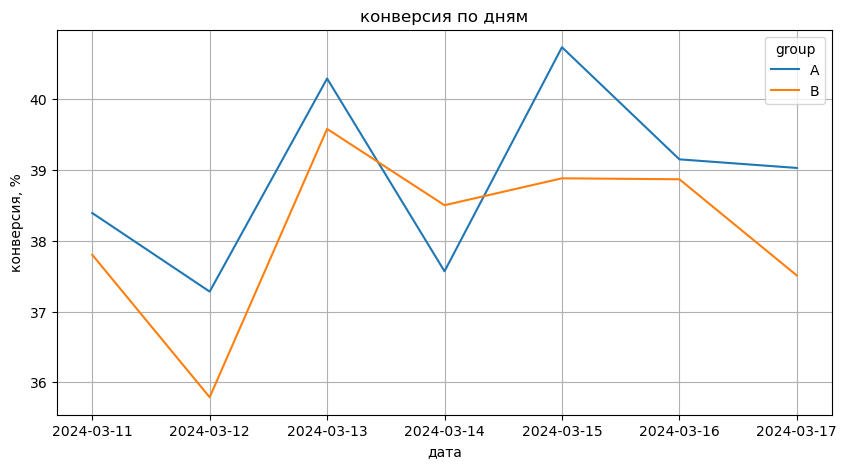 конверсия по дням
group
A
B
конверсия, %
40
39
38
37
36
2024-03-11 2024-03-12 2024-03-13 2024-03-14 2024-03-15 2024-03-16 2024-03-17
дата